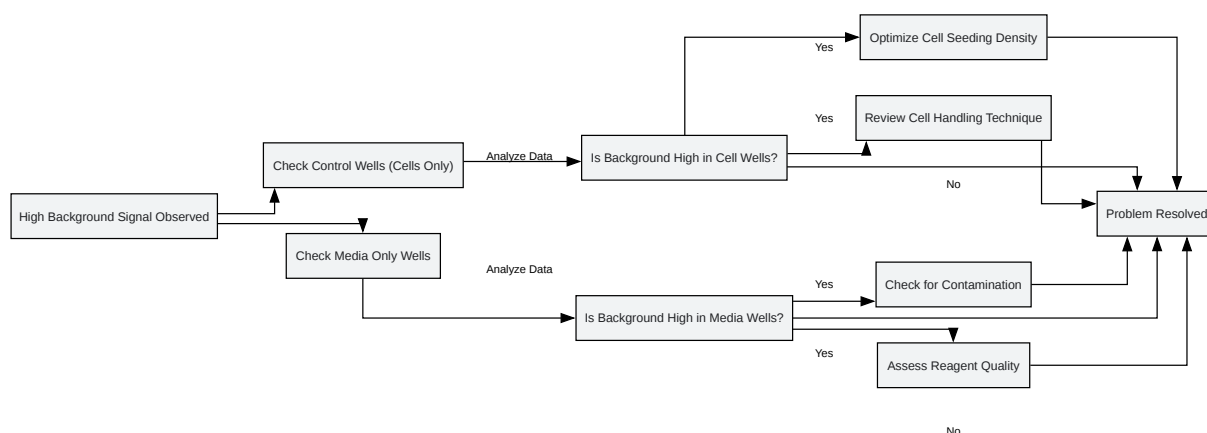 Yes
Optimize Cell Seeding Density
Yes
Review Cell Handling Technique
Check Control Wells (Cells Only)
Analyze Data
Is Background High in Cell Wells?
No
High Background Signal Observed
Problem Resolved
Check Media Only Wells
Analyze Data
Yes
Check for Contamination
Is Background High in Media Wells?
Yes
Assess Reagent Quality
No